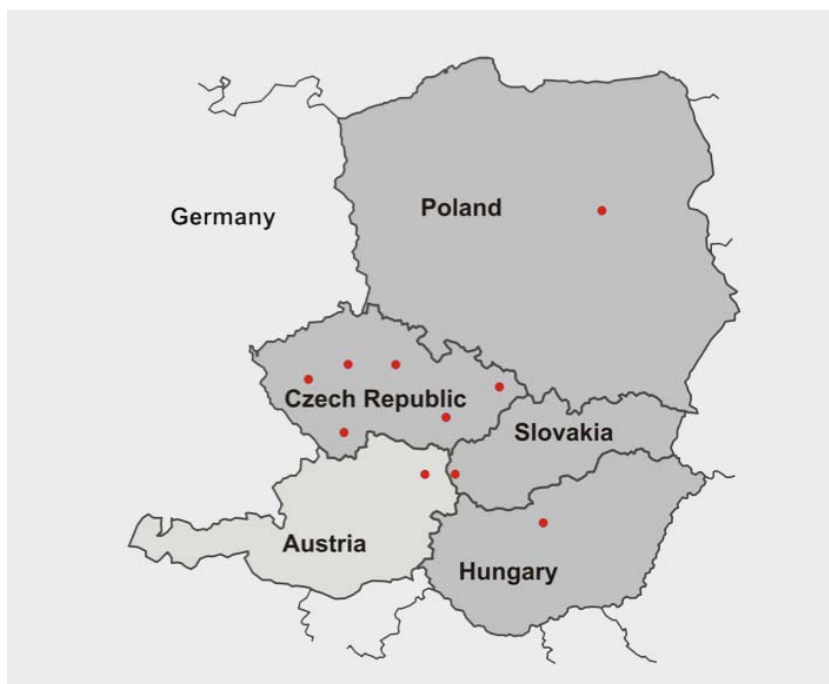 Poland
Germany
Czech Republic
Slovakia
Austria
Hungary